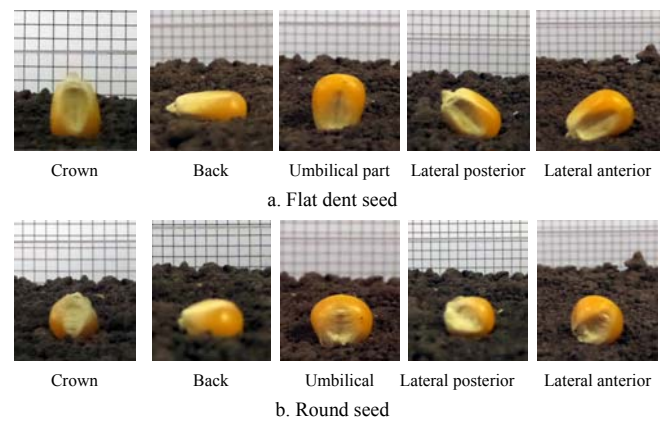 Crown Back Umbilical part Lateral posterior Lateral anterior
a. Flat dent seed
Crown Back Umbilical Lateral posterior Lateral anterior
b. Round seed